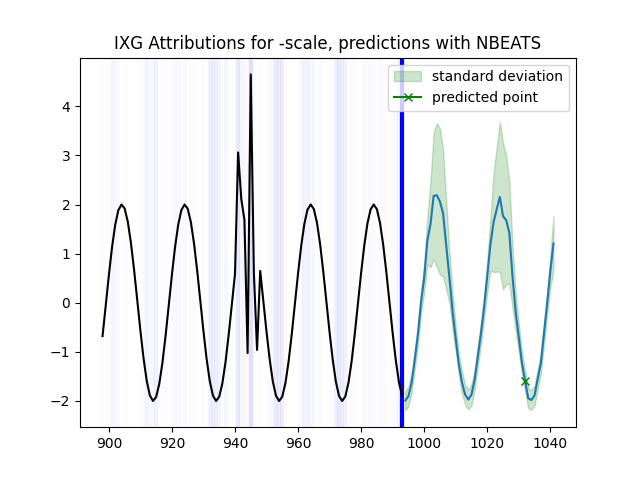 IXG Attributions for -scale, predictions with NBEATS
standard deviation
predicted point
4
3
2
1
0
−1
−2
900 920 940 960 980 1000 1020 1040